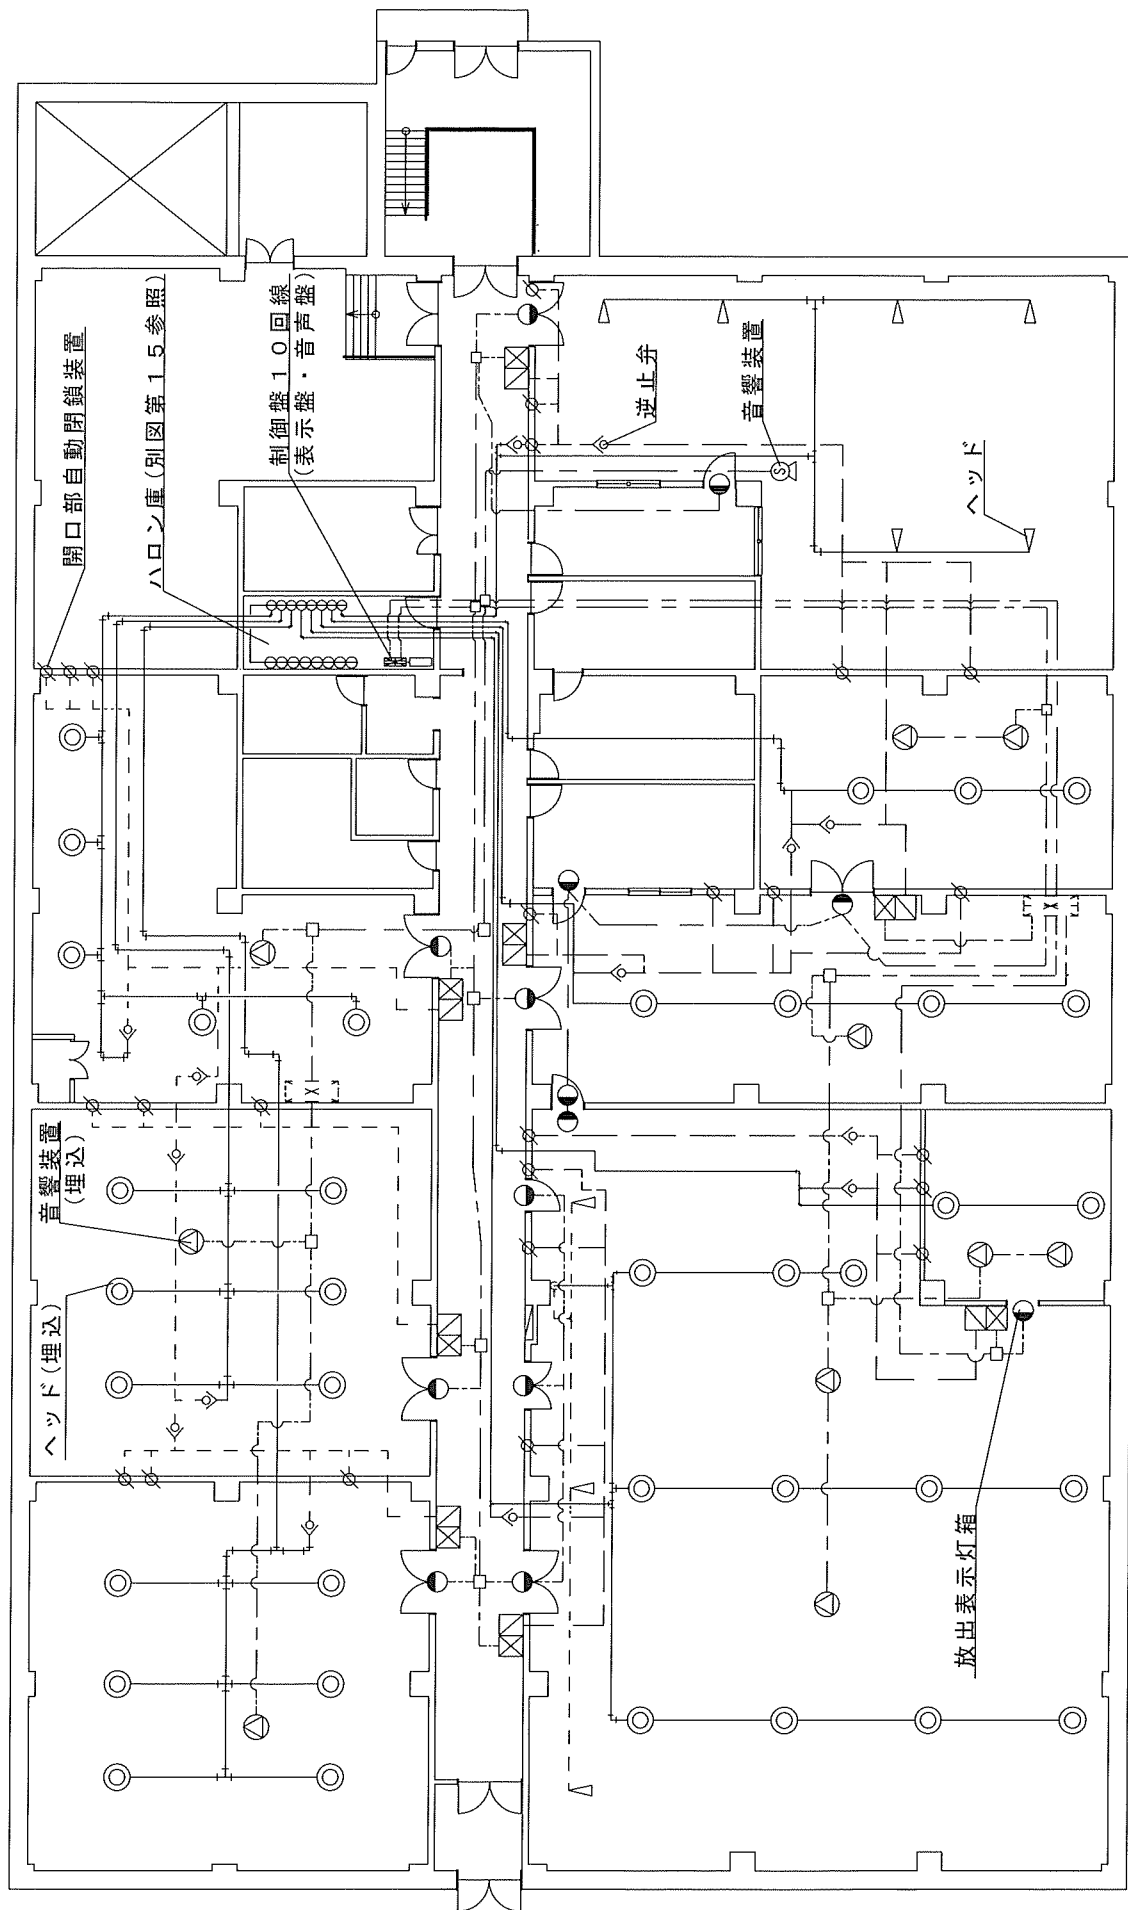 開口部自動閉鎖装置
ハロン庫(別図第15参照)
制御盤10回線
(表示盤・音声盤)
逆止弁
音響装置
ヘッド
音響装置
(埋込)
ヘッド(埋込)
放出表示灯箱